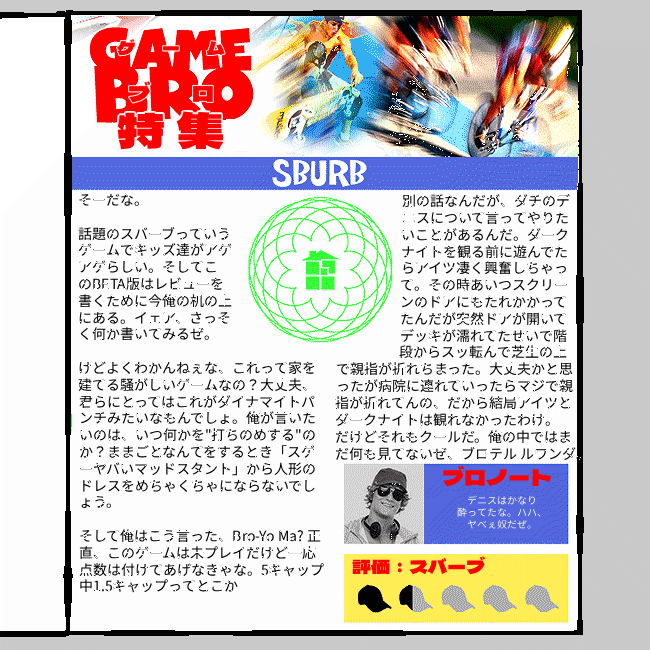 GAME
ゲーム
BRO
ブロ
特集
SBURB
そーだな。
話題のスバーブっていう
ゲームでキッズ達がアゲ
アゲらしい。そしてこ
のBETA版はレビューを
書くために今俺の机の上
にある。イェア、さっそ
く何か書いてみるぜ。
けどよくわかんねぇな、これって家を
建てる騒がしいゲームなの？大丈夫、
君らにとってはこれがダイナマイトパ
ンチみたいなもんでしょ。俺が言いた
いのは、いつ何かを"打ちのめする"の
か？ままごとなんてをするとき「スゲ
ーヤバいマッドスタント」から人形の
ドレスをめちゃくちゃにならないでし
ょう。
そして俺はこう言った、Bro-Yo Ma? 正
直、このゲームは未プレイだけど一応
点数は付けてあげなきゃな。5キャップ
中1.5キャップってとこか
別の話なんだが、ダチのデ
ニスについて言ってやりた
いことがあるんだ。ダーク
ナイトを観る前に遊んでた
らアイツ凄く興奮しちゃっ
て。その時あいつスクリー
ンのドアにもたれかかって
たんだが突然ドアが開いて
デッキが濡れてたせいで階
段からスッ転んで芝生の上
で親指が折れちまった。大丈夫かと思
ったが病院に連れていったらマジで親
指が折れてんの、だから結局アイツと
ダークナイトは観れなかったわけ。
だけどそれもクールだ。俺の中ではま
だ何も見てないぜ、ブロテルルワンダ
ブロノート
デニスはかなり
酔ってたな。ハハ、
ヤベぇ奴だぜ。
評価：スバーブ